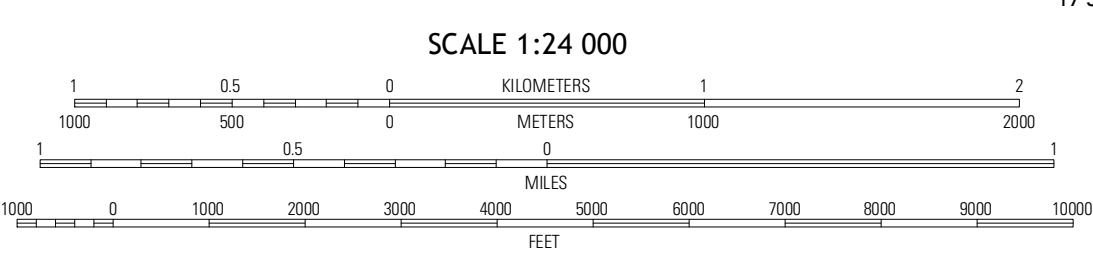 SCALE 1:24 000
1 0.5 0 KILOMETERS 1 2
1000 500 0 METERS 1000 2000
1 0.5 0 1
MILES
1000 0 1000 2000 3000 4000 5000 6000 7000 8000 9000 10000
FEET